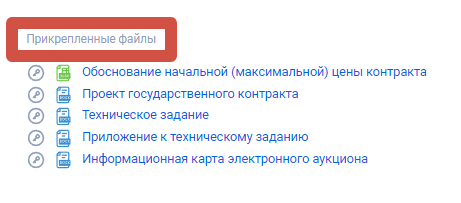 Прикрепленные файлы
Обоснование начальной (максимальной) цены контракта
Проект государственного контракта
Техническое задание
Приложение к техническому заданию
Информационная карта электронного аукциона